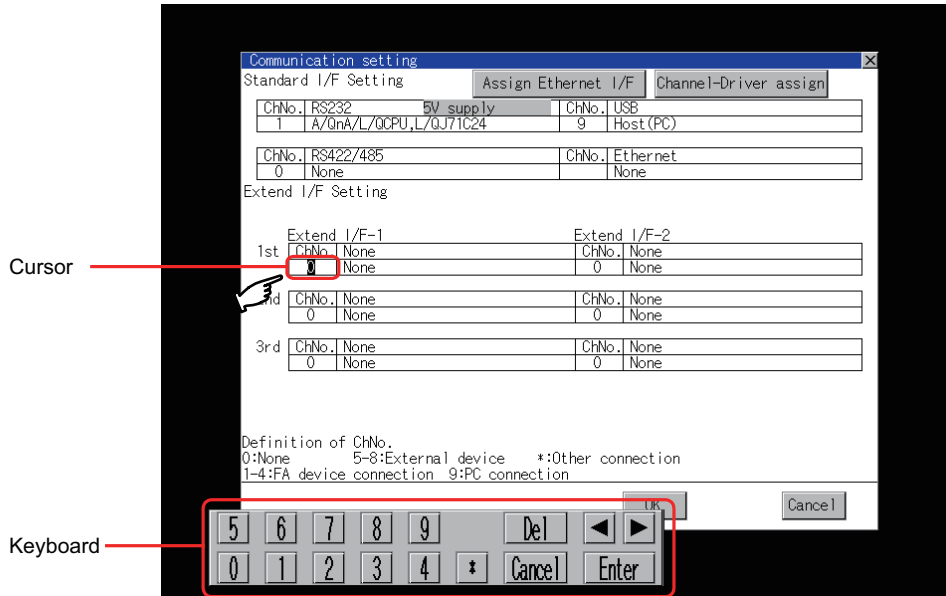 Communication setting
Standard I/F Setting Assign Ethernet I/F Channel-Driver assign
ChNo. RS232 5V supply ChNo. USB
1 A/QnA/L/QCPU,L/QJ71C24 9 Host(PC)
ChNo. RS422/485 ChNo. Ethernet
0 None None
Extend I/F Setting
Extend I/F-1 Extend I/F-2
1st ChNo. None ChNo. None
Cursor
0 None 0 None
ChNo. None ChNo. None
0 None 0 None
3rd ChNo. None ChNo. None
0 None 0 None
Definition of ChNo.
0:None 5-8:External device *:Other connection
1-4:FA device connection 9:PC connection
OK Cancel
Keyboard
5 6 7 8 9 Del ◀ ▶
0 1 2 3 4 * Cancel Enter